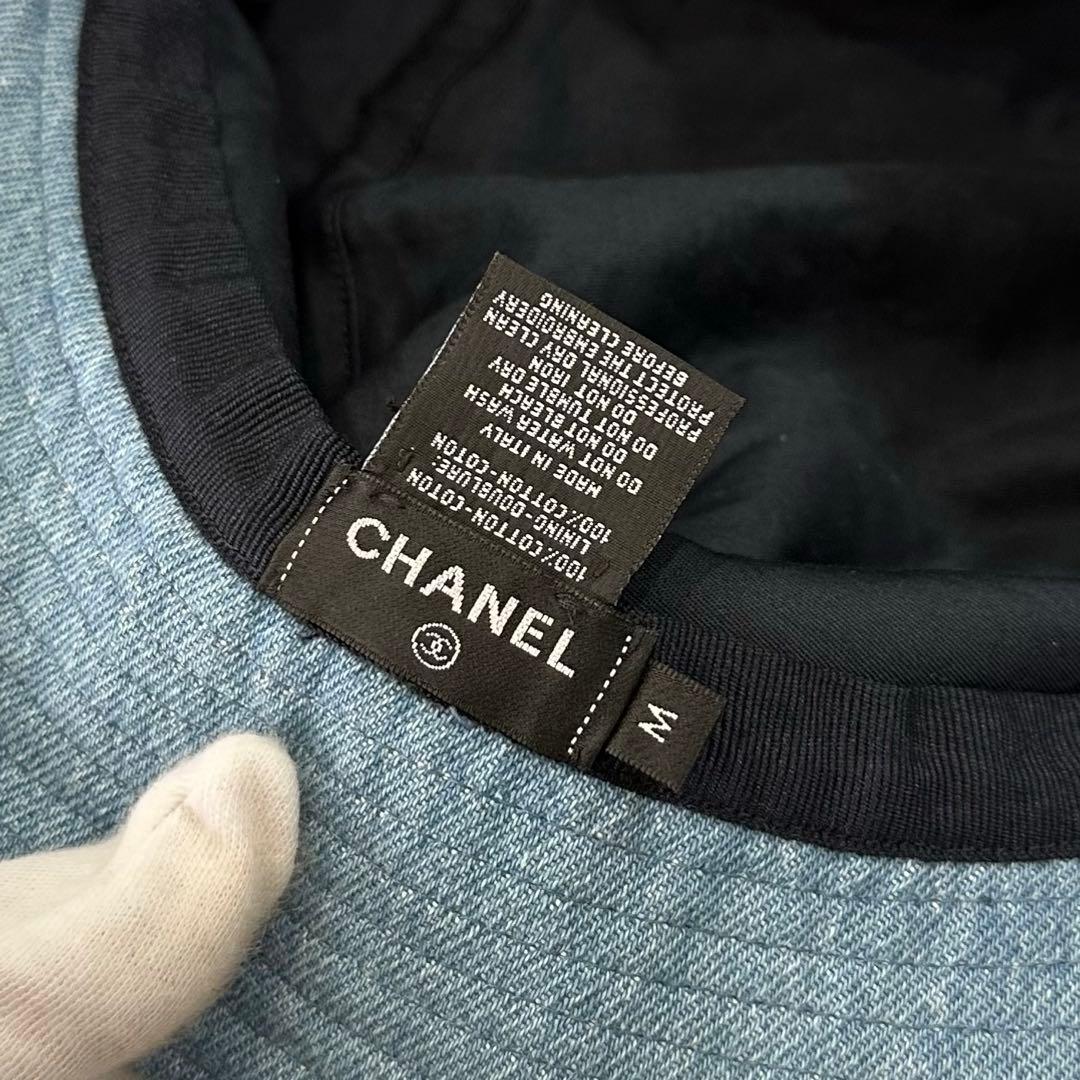 CHANEL
M
100%COTTON-COTON
LINING-DOUBLURE:
100%COTTON-COTON
MADE IN ITALY
DO NOT WATER WASH
DO NOT BLEACH
DO NOT TUMBLE DRY
DO NOT IRON
PROFESSIONAL DRY CLEAN
PROTECT THE EMBROIDERY
BEFORE CLEANING